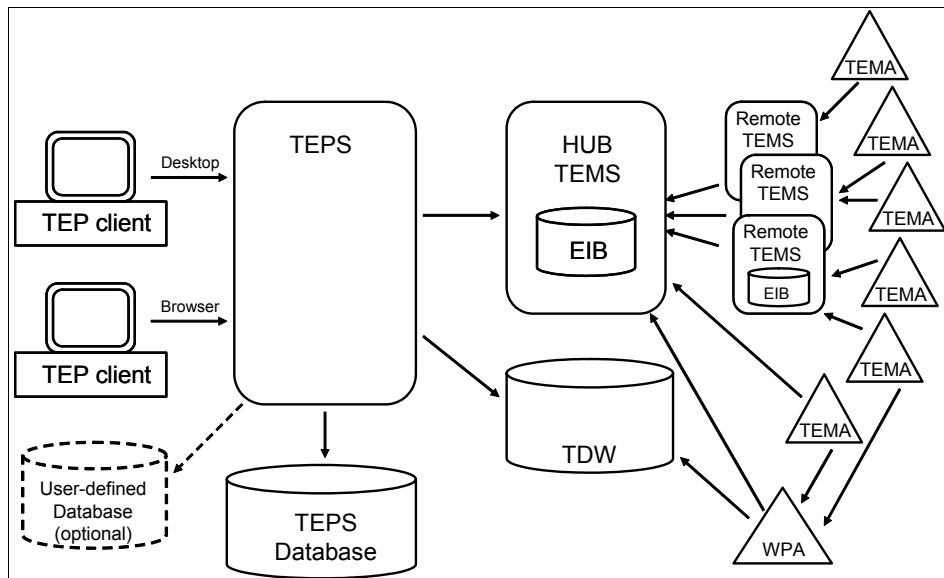 Desktop
TEP client
Browser
TEP client
User-defined
Database
(optional)
TEPS
TEPS
Database
HUB
TEMS
EIB
TDW
Remote
TEMS
Remote
TEMS
Remote
TEMS
EIB
TEMA
TEMA
TEMA
TEMA
TEMA
TEMA
WPA